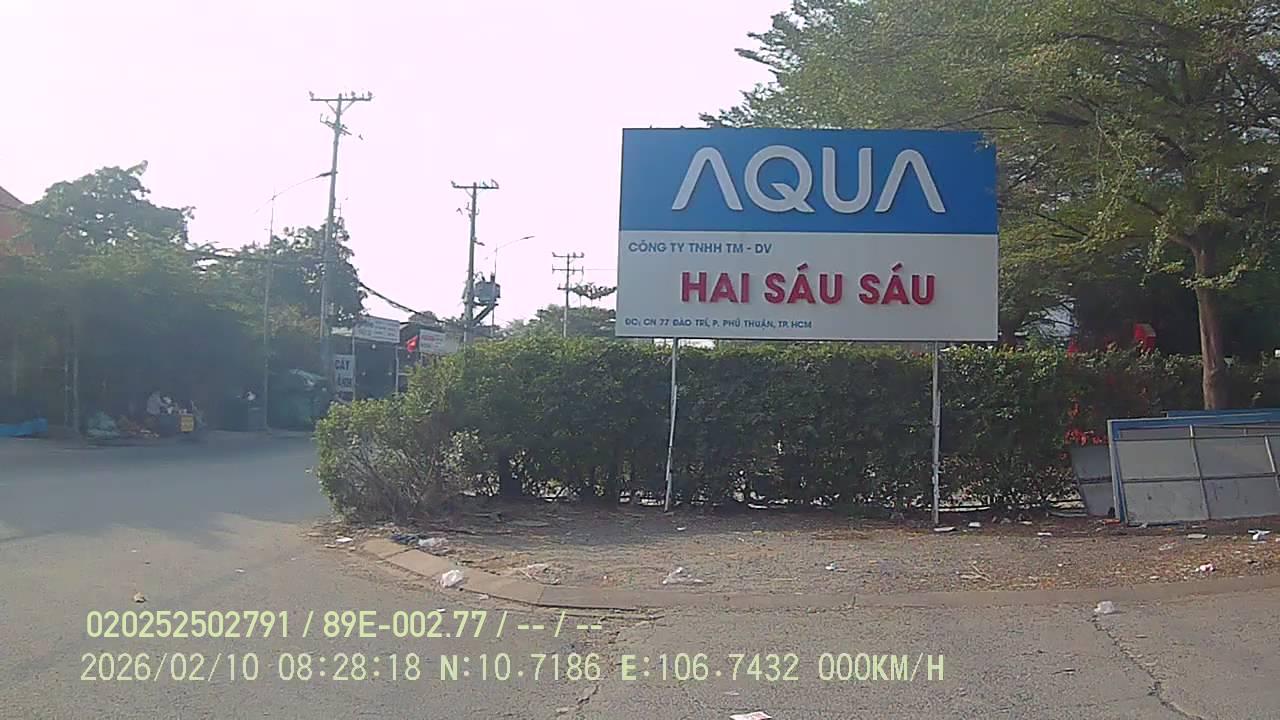 AQUA
CÔNG TY TNHH TM - DV
HAI SÁU SÁU
ĐC: CN 77 ĐÀO TRÍ, P. PHÚ THUẬN, TP. HCM
CÂY
020252502791 / 89E-002.77 / -- / --
2026/02/10 08:28:18 N:10.7186 E:106.7432 000KM/H